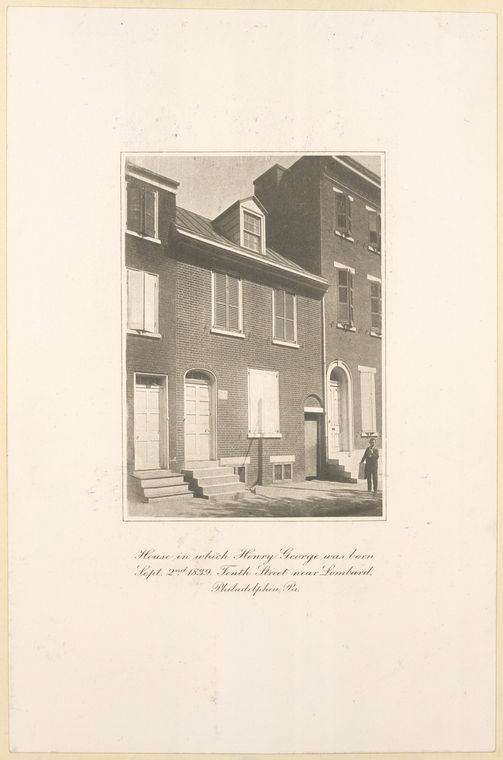 House in which Henry George was born
Sept. 2nd 1839. Tenth Street near Lombard,
Philadelphia, Pa.